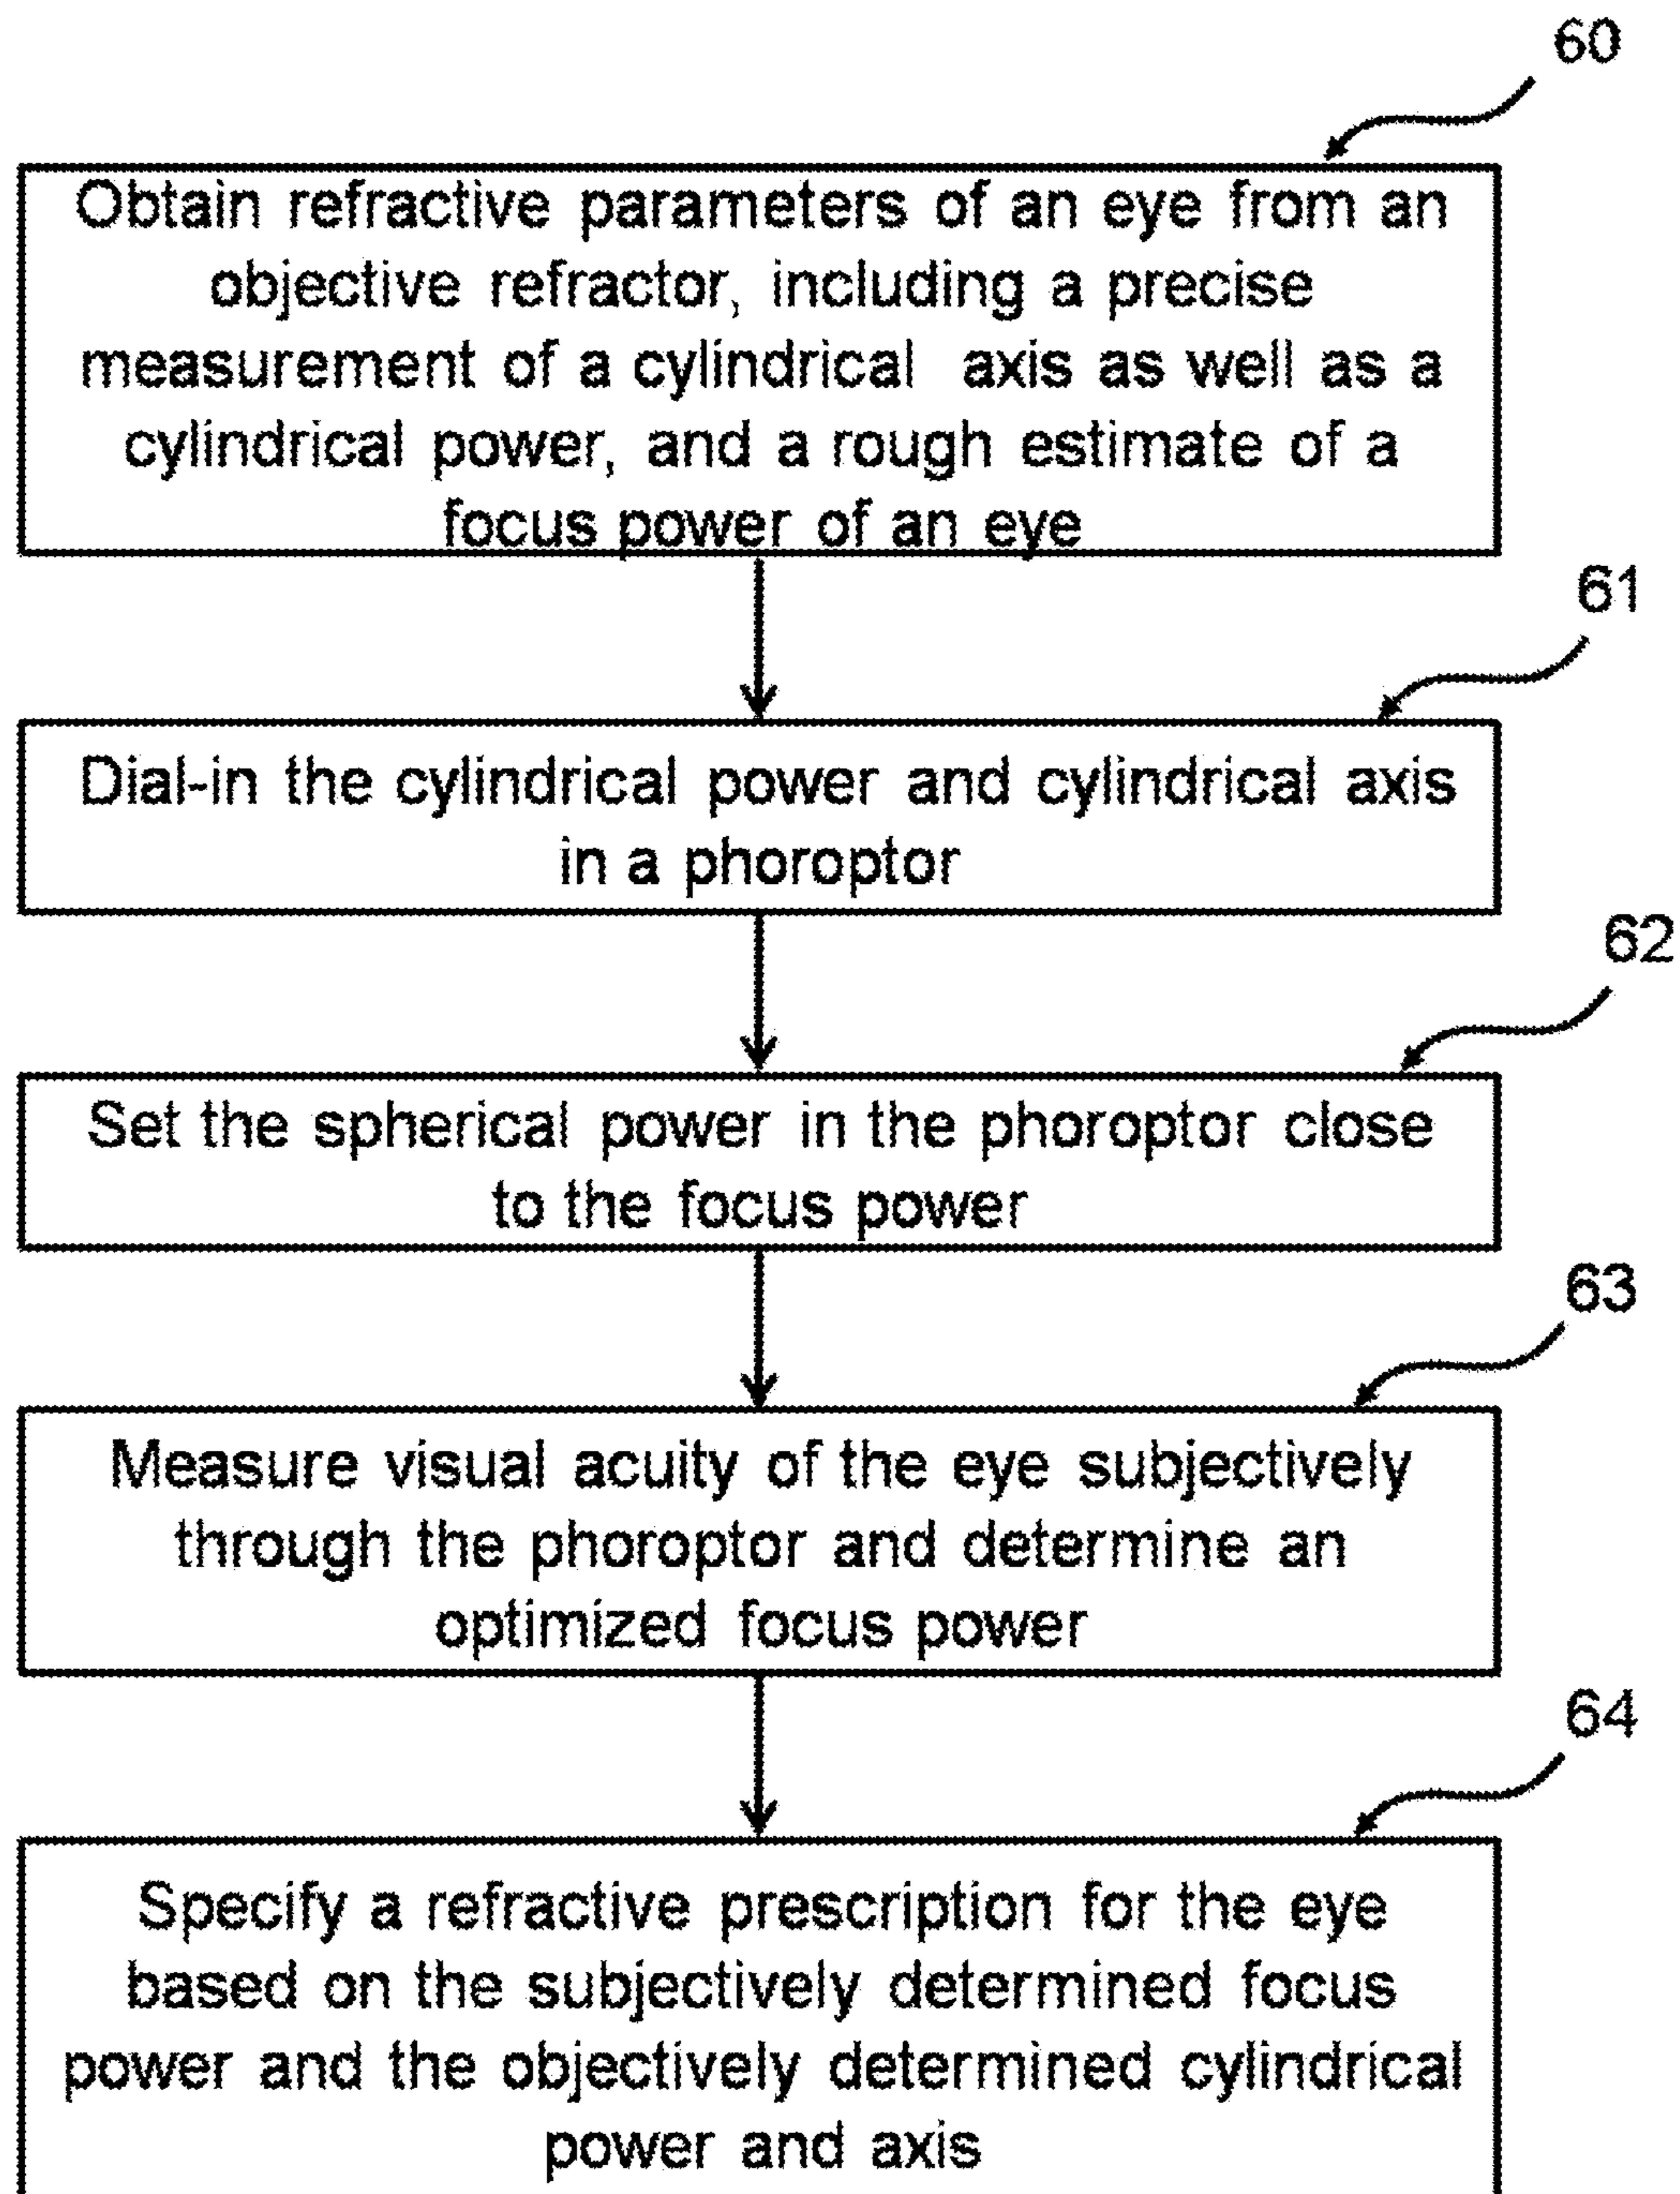 60
Obtain refractive parameters of an eye from an
objective refractor, including a precise
measurement of a cylindrical axis as well as a
cylindrical power, and a rough estimate of a
focus power of an eye
61
Dial-in the cylindrical power and cylindrical axis
in a phoroptor
62
Set the spherical power in the phoroptor close
to the focus power
63
Measure visual acuity of the eye subjectively
through the phoroptor and determine an
optimized focus power
64
Specify a refractive prescription for the eye
based on the subjectively determined focus
power and the objectively determined cylindrical
power and axis